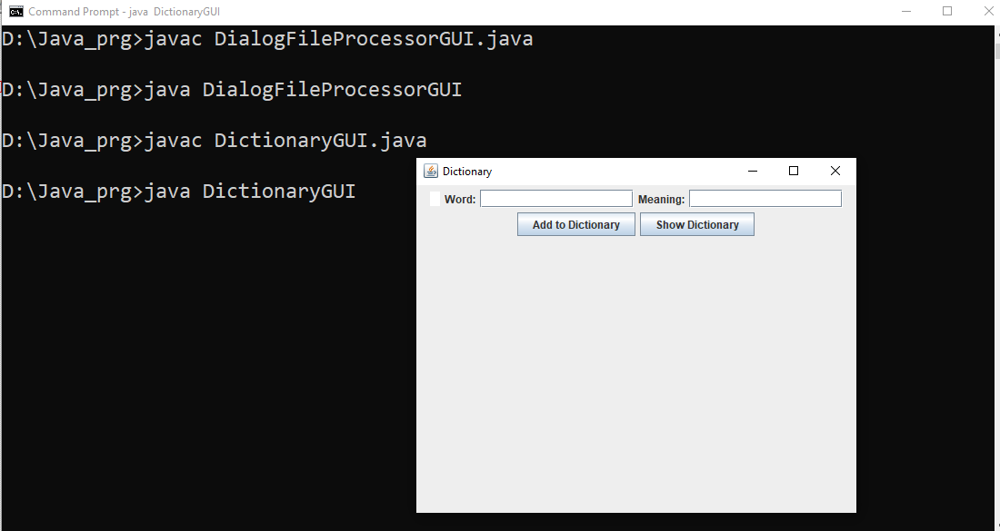 Command Prompt - java  DictionaryGUI
D:\Java_prg>javac DialogFileProcessorGUI.java
D:\Java_prg>java DialogFileProcessorGUI
D:\Java_prg>javac DictionaryGUI.java
D:\Java_prg>java DictionaryGUI
Dictionary
Word: Meaning:
Add to Dictionary Show Dictionary